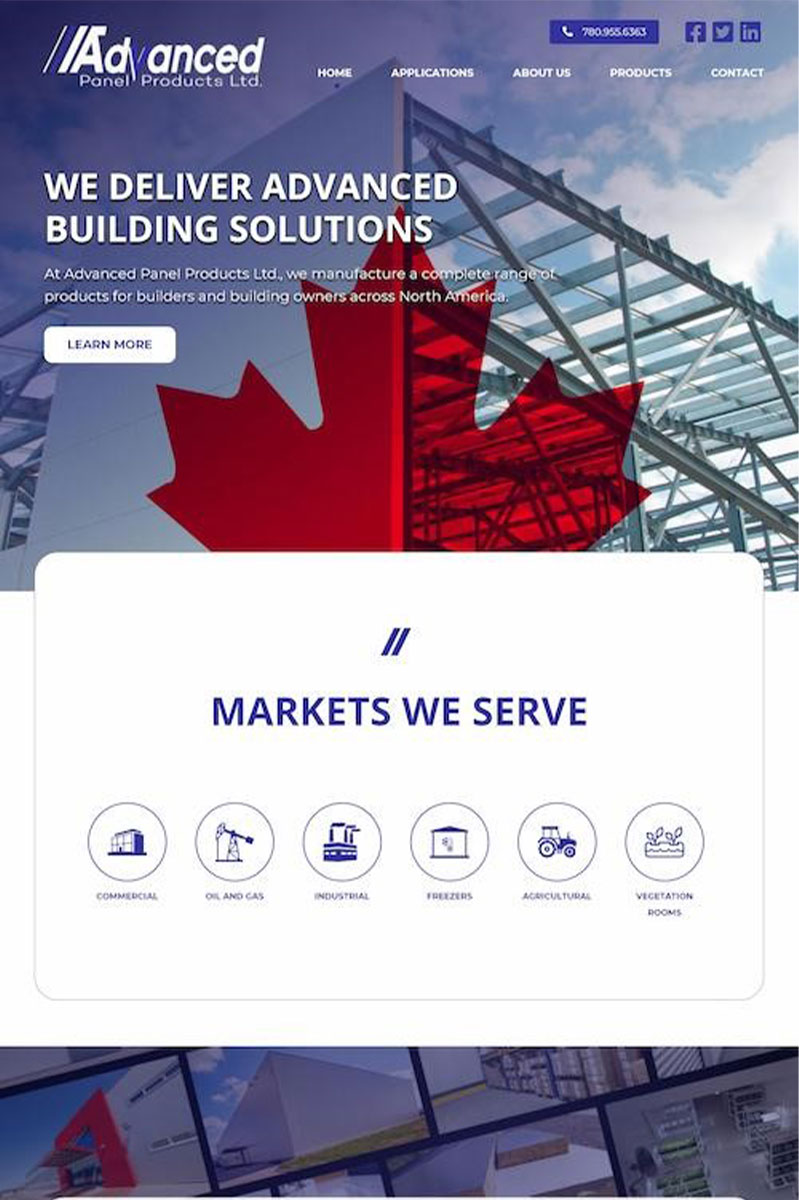 Advanced
Panel Products Ltd.
780.955.6363
HOME APPLICATIONS ABOUT US PRODUCTS CONTACT
WE DELIVER ADVANCED
BUILDING SOLUTIONS
At Advanced Panel Products Ltd., we manufacture a complete range of
products for builders and building owners across North America.
LEARN MORE
MARKETS WE SERVE
COMMERCIAL OIL AND GAS INDUSTRIAL FREEZERS AGRICULTURAL VEGETATION
ROOMS